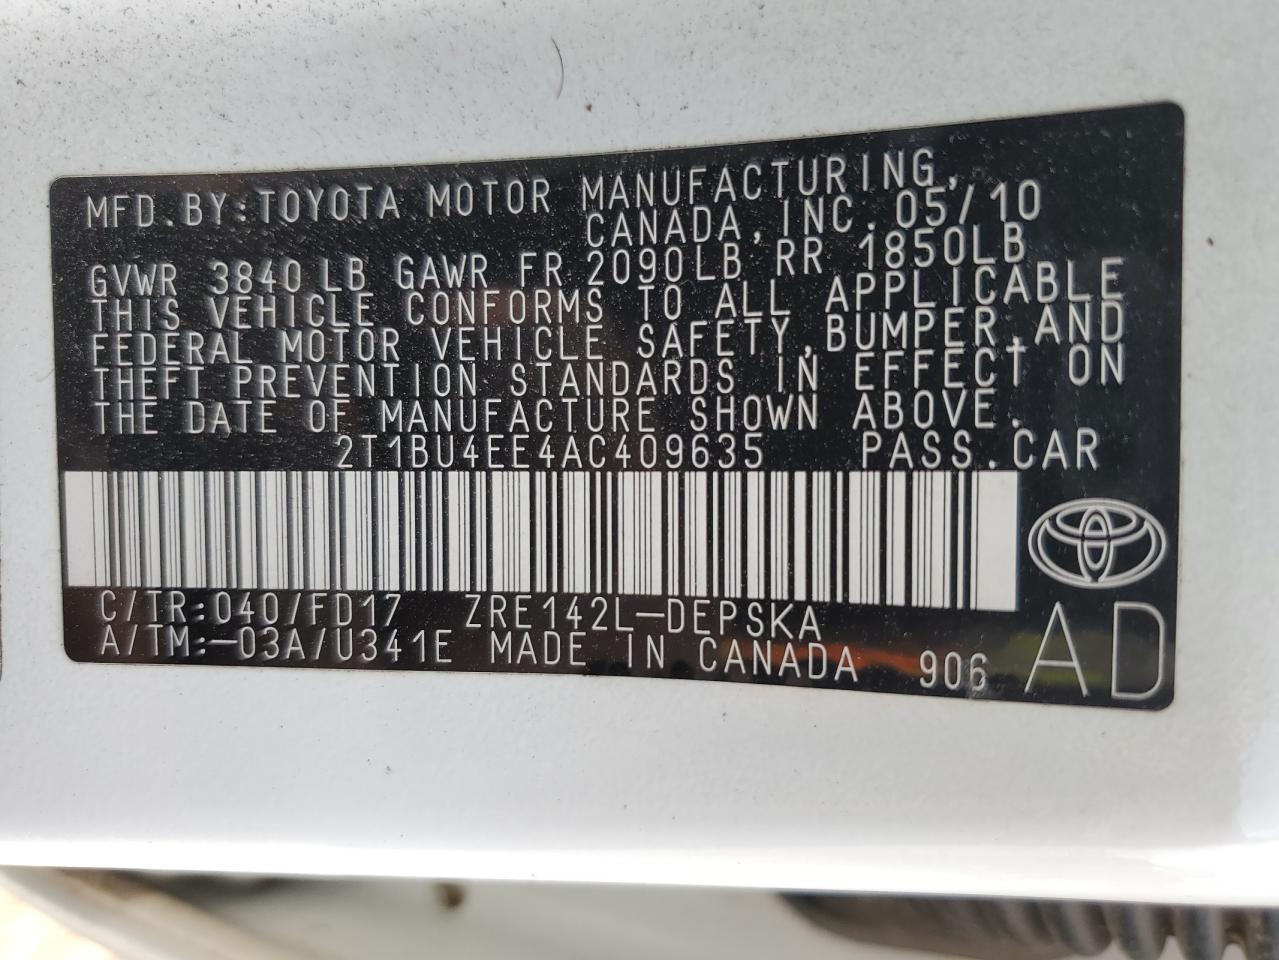 MFD.BY:TOYOTA MOTOR MANUFACTURING,
CANADA,INC.05/10
GVWR 3840LB GAWR FR 2090LB RR 1850LB
THIS VEHICLE CONFORMS TO ALL APPLICABLE
FEDERAL MOTOR VEHICLE SAFETY,BUMPER,AND
THEFT PREVENTION STANDARDS IN EFFECT ON
THE DATE OF MANUFACTURE SHOWN ABOVE.
2T1BU4EE4AC409635 PASS.CAR
C/TR:040/FD17 ZRE142L-DEPSKA
A/TM:-03A/U341E MADE IN CANADA 906 AD